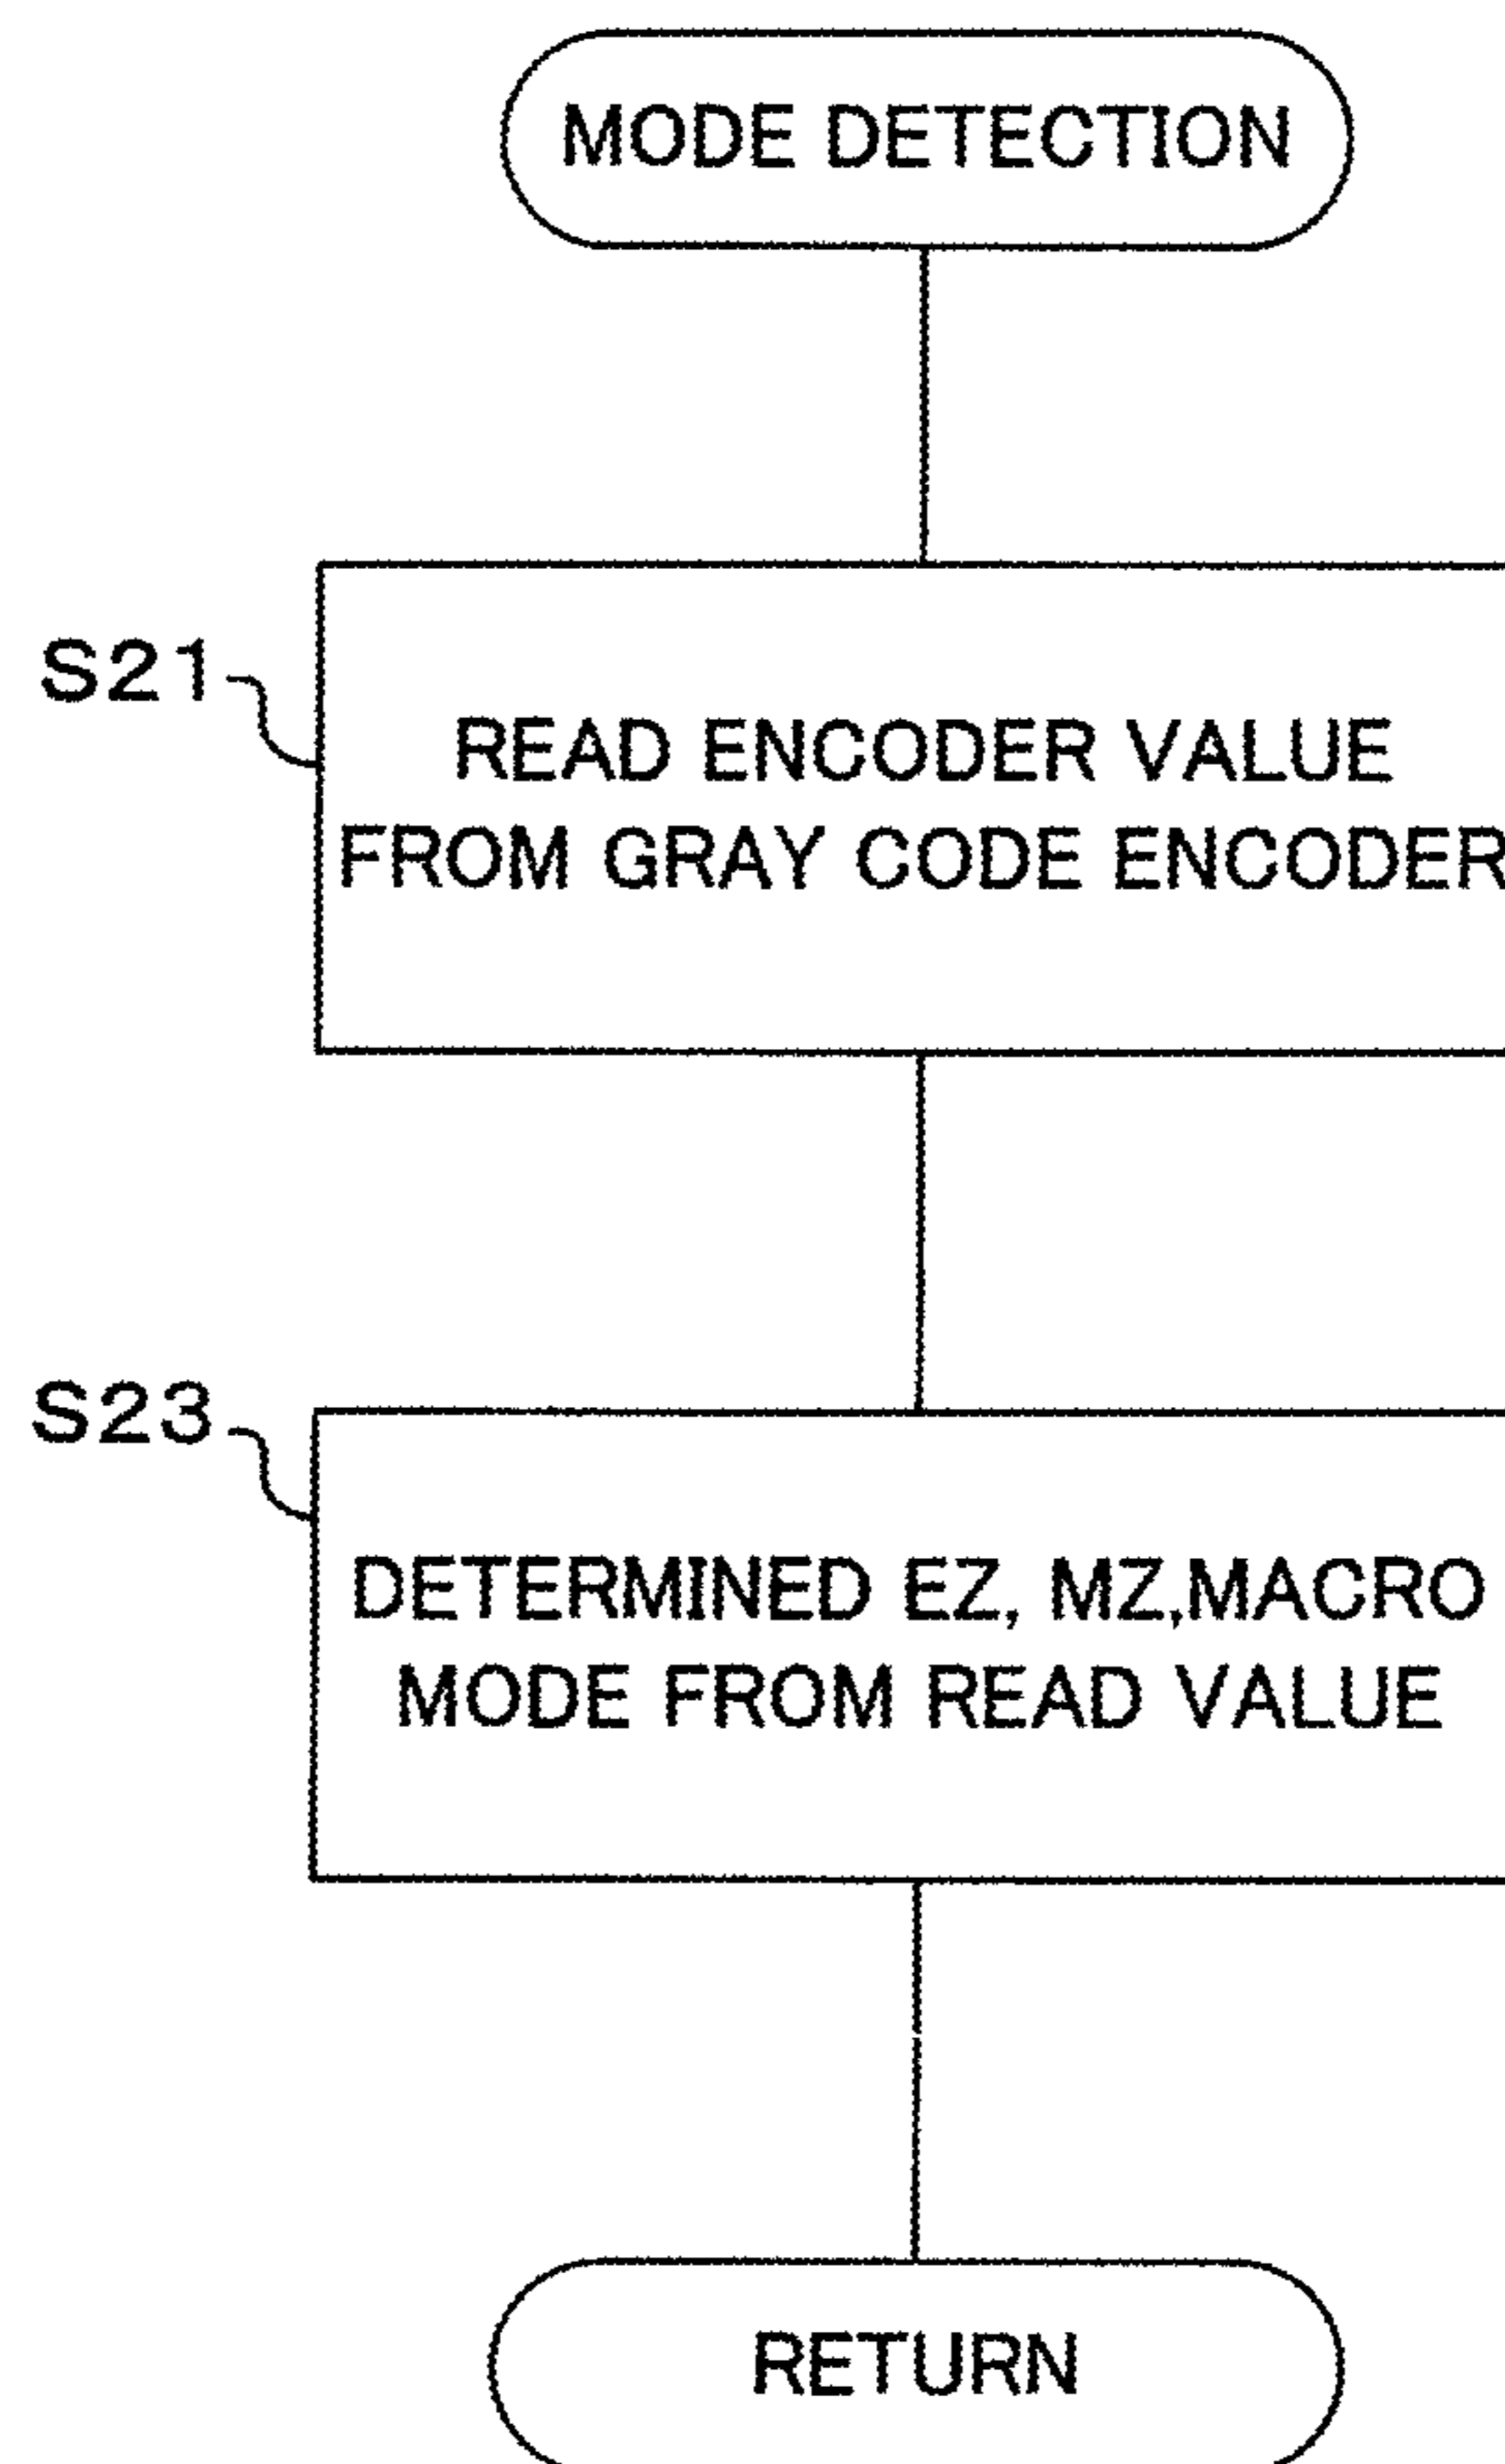 MODE DETECTION
S21
READ ENCODER VALUE
FROM GRAY CODE ENCODER
S23
DETERMINED EZ, MZ,MACRO
MODE FROM READ VALUE
RETURN